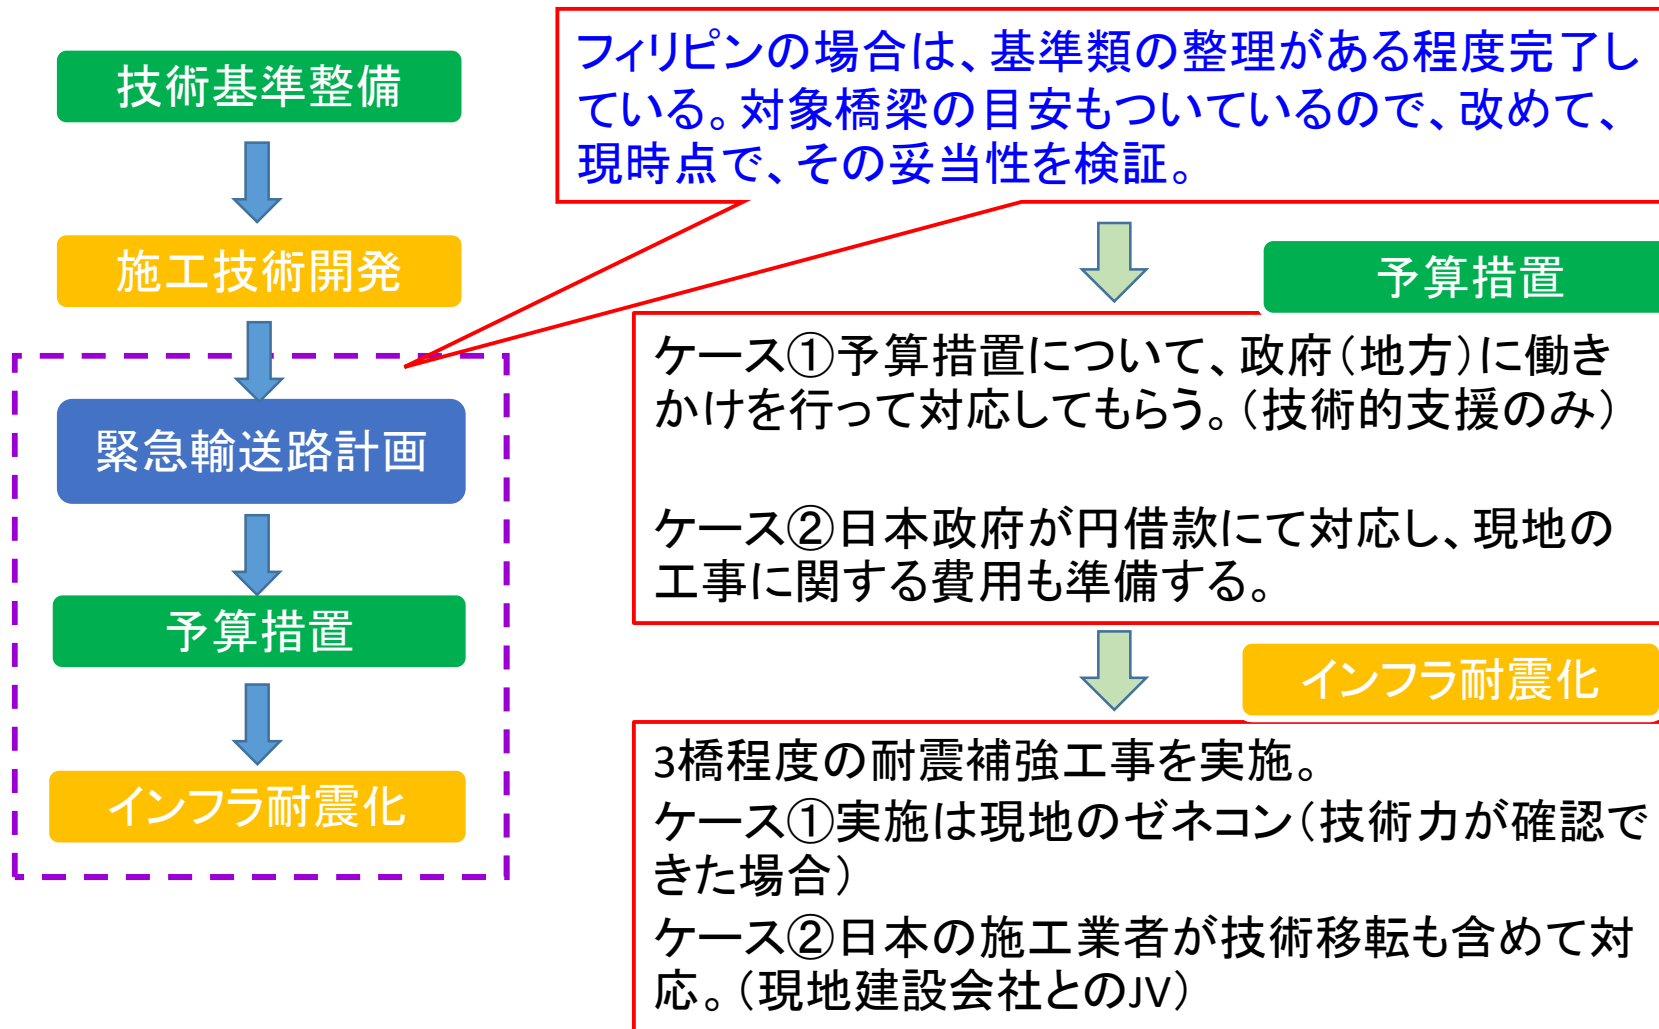 技術基準整備
施工技術開発
緊急輸送路計画
予算措置
インフラ耐震化
フィリピンの場合は、基準類の整理がある程度完了し
ている。対象橋梁の目安もついているので、改めて、
現時点で、その妥当性を検証。
予算措置
ケース①予算措置について、政府（地方）に働き
かけを行って対応してもらう。（技術的支援のみ）
ケース②日本政府が円借款にて対応し、現地の
工事に関する費用も準備する。
インフラ耐震化
3橋程度の耐震補強工事を実施。
ケース①実施は現地のゼネコン（技術力が確認で
きた場合）
ケース②日本の施工業者が技術移転も含めて対
応。（現地建設会社とのJV）